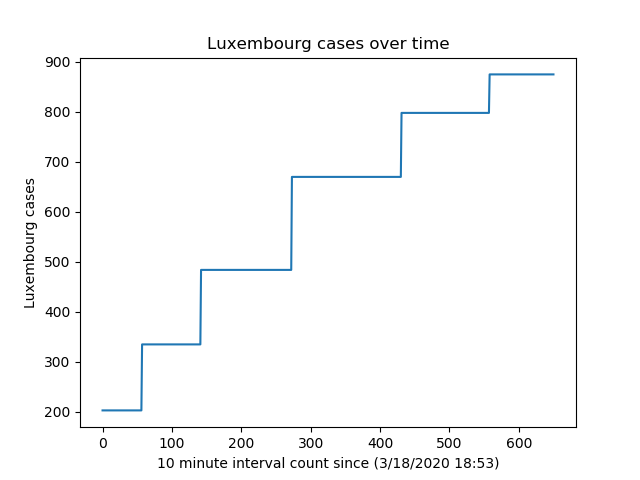 Luxembourg cases over time
900
800
700
600
500
400
300
200
Luxembourg cases
0 100 200 300 400 500 600
10 minute interval count since (3/18/2020 18:53)